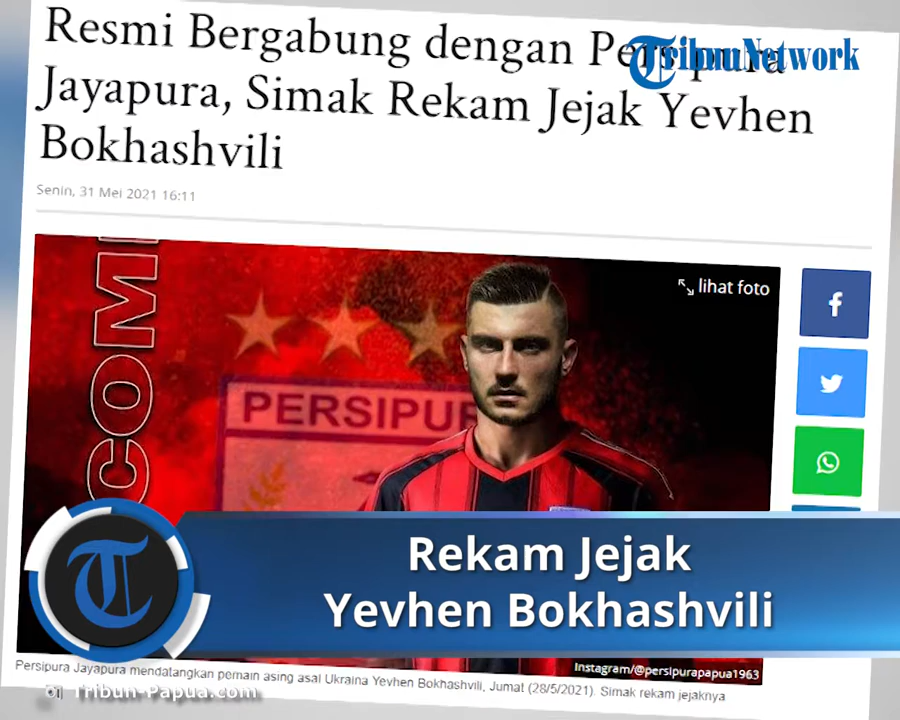 Resmi Bergabung dengan Persipura
TribunNetwork
Jayapura, Simak Rekam Jejak Yevhen
Bokhashvili
Senin, 31 Mei 2021 16:11
COM
lihat foto
PERSIPUR
Rekam Jejak
Yevhen Bokhashvili
Instagram/@persipurapapua1963
Persipura Jayapura mendatangkan pemain asing asal Ukraina Yevhen Bokhashvili, Jumat (28/5/2021). Simak rekam jejaknya.
Tribun-Papua.com